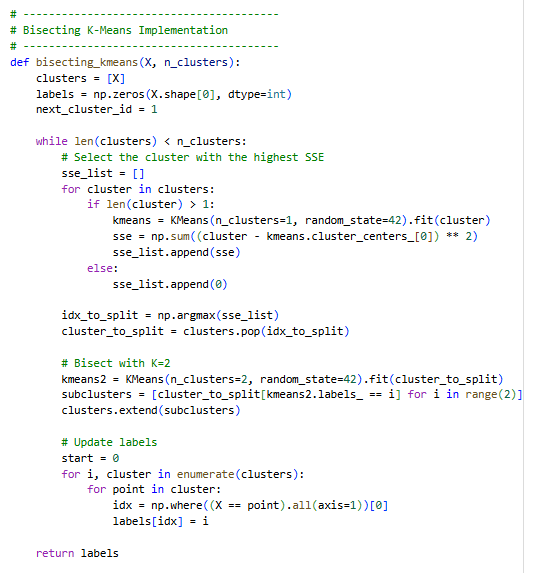 # ----------------------------------------
# Bisecting K-Means Implementation
# ----------------------------------------
def bisecting_kmeans(X, n_clusters):
    clusters = [X]
    labels = np.zeros(X.shape[0], dtype=int)
    next_cluster_id = 1

    while len(clusters) < n_clusters:
        # Select the cluster with the highest SSE
        sse_list = []
        for cluster in clusters:
            if len(cluster) > 1:
                kmeans = KMeans(n_clusters=1, random_state=42).fit(cluster)
                sse = np.sum((cluster - kmeans.cluster_centers_[0]) ** 2)
                sse_list.append(sse)
            else:
                sse_list.append(0)

        idx_to_split = np.argmax(sse_list)
        cluster_to_split = clusters.pop(idx_to_split)

        # Bisect with K=2
        kmeans2 = KMeans(n_clusters=2, random_state=42).fit(cluster_to_split)
        subclusters = [cluster_to_split[kmeans2.labels_ == i] for i in range(2)]
        clusters.extend(subclusters)

        # Update labels
        start = 0
        for i, cluster in enumerate(clusters):
            for point in cluster:
                idx = np.where((X == point).all(axis=1))[0]
                labels[idx] = i

    return labels